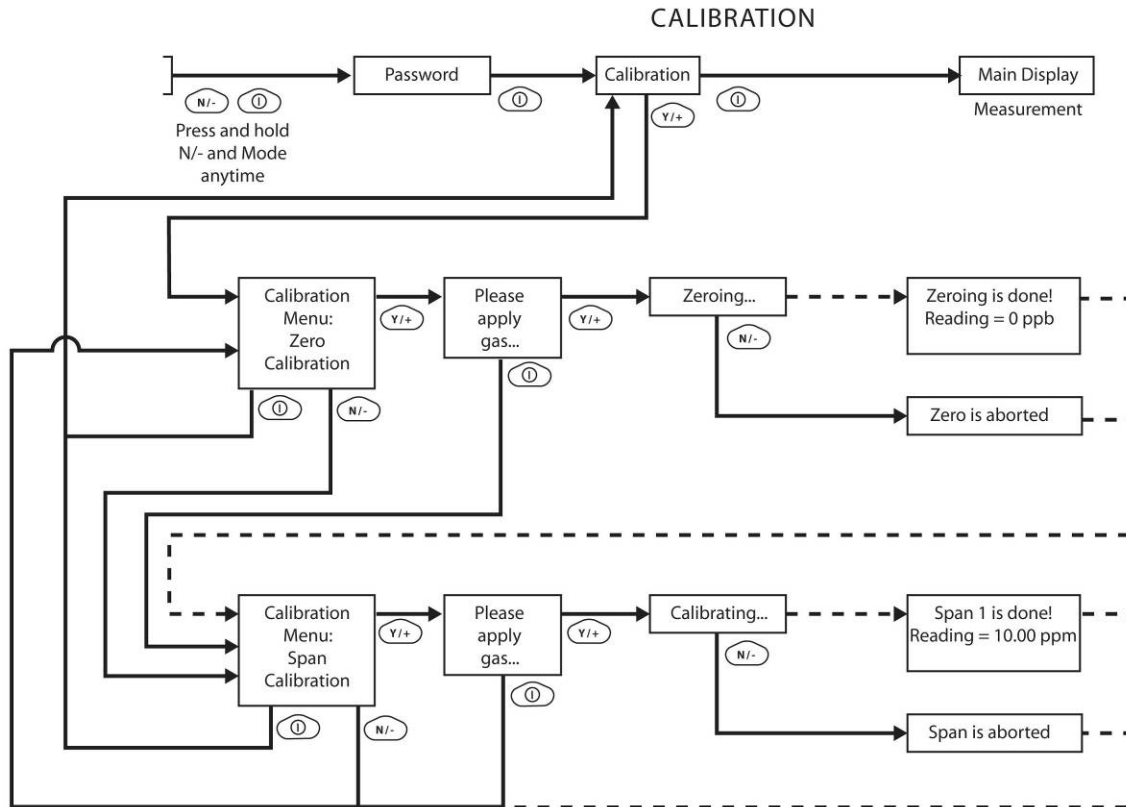 CALIBRATION
Password
Calibration
Main Display
N/-
Y/+
Measurement
Press and hold
N/- and Mode
anytime
Calibration
Menu:
Zero
Calibration
Y/+
Please
apply
gas...
Y/+
Zeroing...
Zeroing is done!
Reading = 0 ppb
N/-
N/-
Zero is aborted
Calibration
Menu:
Span
Calibration
Y/+
Please
apply
gas...
Y/+
Calibrating...
Span 1 is done!
Reading = 10.00 ppm
N/-
N/-
Span is aborted